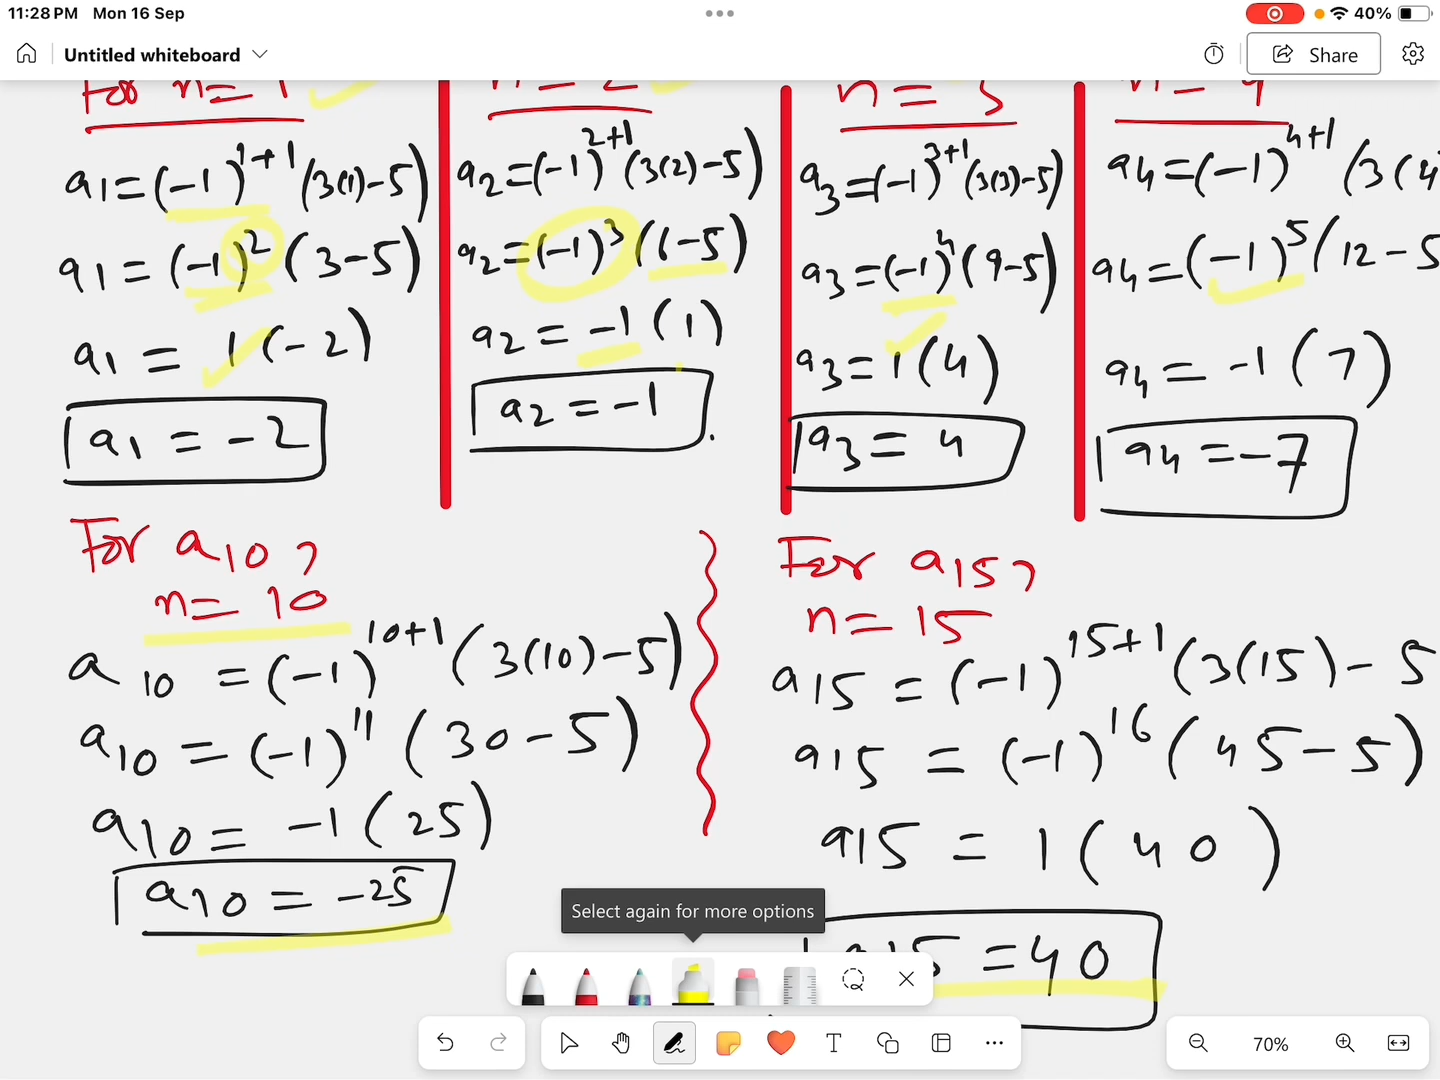 11:28 PM Mon 16 Sep
40%
Untitled whiteboard
Share
For n = 1
n = 2
n = 3
n = 4
a1 = (-1)^1+1 (3(1)-5)
a1 = (-1)^2 (3-5)
a1 = 1(-2)
a1 = -2
a2 = (-1)^2+1 (3(2)-5)
a2 = (-1)^3 (6-5)
a2 = -1(1)
a2 = -1
a3 = (-1)^3+1 (3(3)-5)
a3 = (-1)^4 (9-5)
a3 = 1(4)
a3 = 4
a4 = (-1)^4+1 (3(4
a4 = (-1)^5 (12-5
a4 = -1(7)
a4 = -7
For a10,
n = 10
a10 = (-1)^10+1 (3(10)-5)
a10 = (-1)^11 (30-5)
a10 = -1(25)
a10 = -25
For a15,
n = 15
a15 = (-1)^15+1 (3(15)-5
a15 = (-1)^16 (45-5)
a15 = 1(40)
a15 = 40
Select again for more options
T
70%